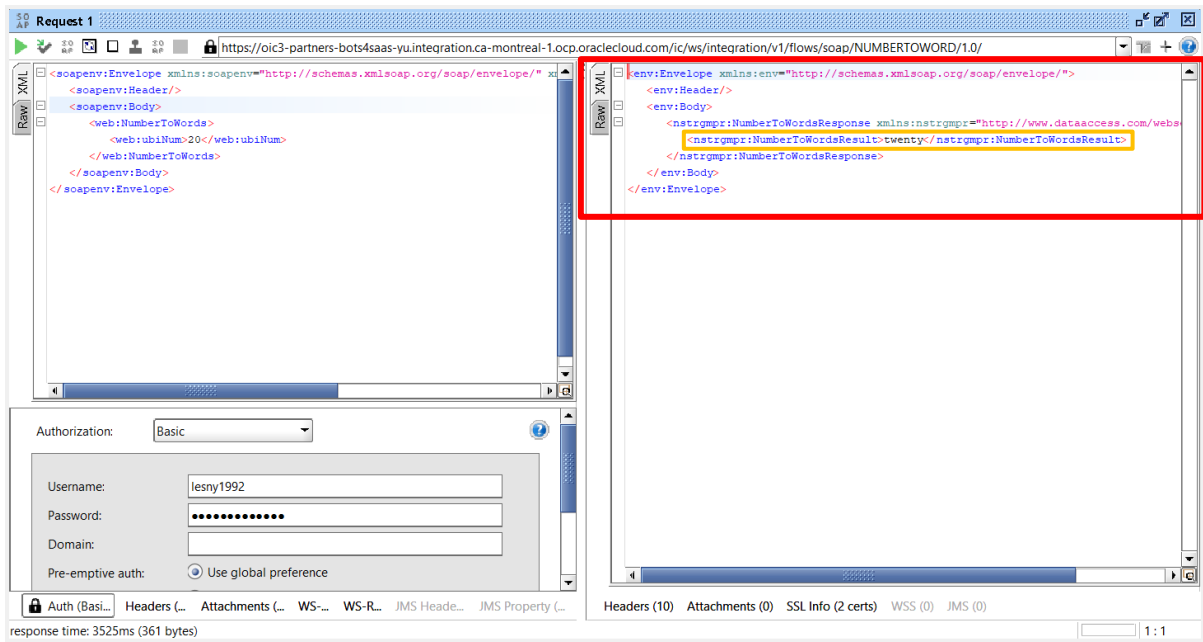 SO AP Request 1
https://oic3-partners-bots4saas-yu.integration.ca-montreal-1.ocp.oraclecloud.com/ic/ws/integration/v1/flows/soap/NUMBERTOWORD/1.0/
XML
Raw
<soapenv:Envelope xmlns:soapenv="http://schemas.xmlsoap.org/soap/envelope/"
<soapenv:Header/>
<soapenv:Body>
<web:NumberToWords>
<web:ubiNum>20</web:ubiNum>
</web:NumberToWords>
</soapenv:Body>
</soapenv:Envelope>
XML
Raw
<env:Envelope xmlns:env="http://schemas.xmlsoap.org/soap/envelope/">
<env:Header/>
<env:Body>
<nstrgmpr:NumberToWordsResponse xmlns:nstrgmpr="http://www.dataaccess.com/webse
<nstrgmpr:NumberToWordsResult>twenty</nstrgmpr:NumberToWordsResult>
</nstrgmpr:NumberToWordsResponse>
</env:Body>
</env:Envelope>
Authorization: Basic
Username: lesny1992
Password: •••••••••••••
Domain:
Pre-emptive auth: Use global preference
Auth (Basi... Headers (... Attachments (... WS-... WS-R... JMS Heade... JMS Property (...
Headers (10) Attachments (0) SSL Info (2 certs) WSS (0) JMS (0)
response time: 3525ms (361 bytes)
1 : 1